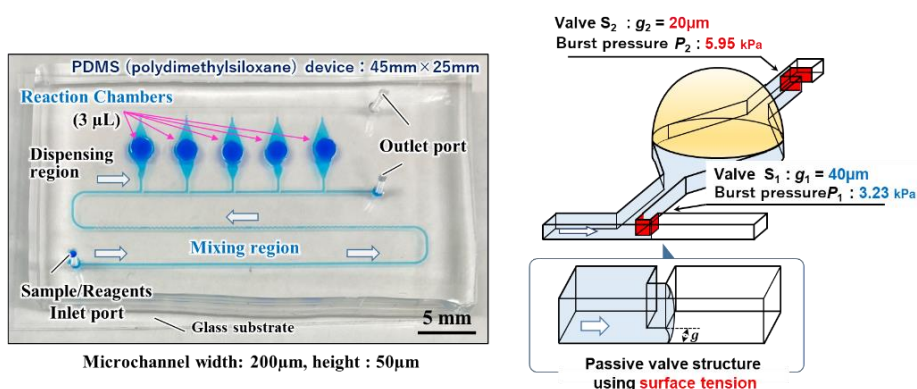 PDMS (polydimethylsiloxane) device : 45mm × 25mm
Reaction Chambers
(3 µL)
Dispensing
region
Outlet port
Mixing region
Sample/Reagents
Inlet port
Glass substrate
5 mm
Microchannel width: 200µm, height : 50µm
Valve S2 : g2 = 20µm
Burst pressure P2 : 5.95 kPa
Valve S1 : g1 = 40µm
Burst pressureP1 : 3.23 kPa
g
Passive valve structure
using surface tension